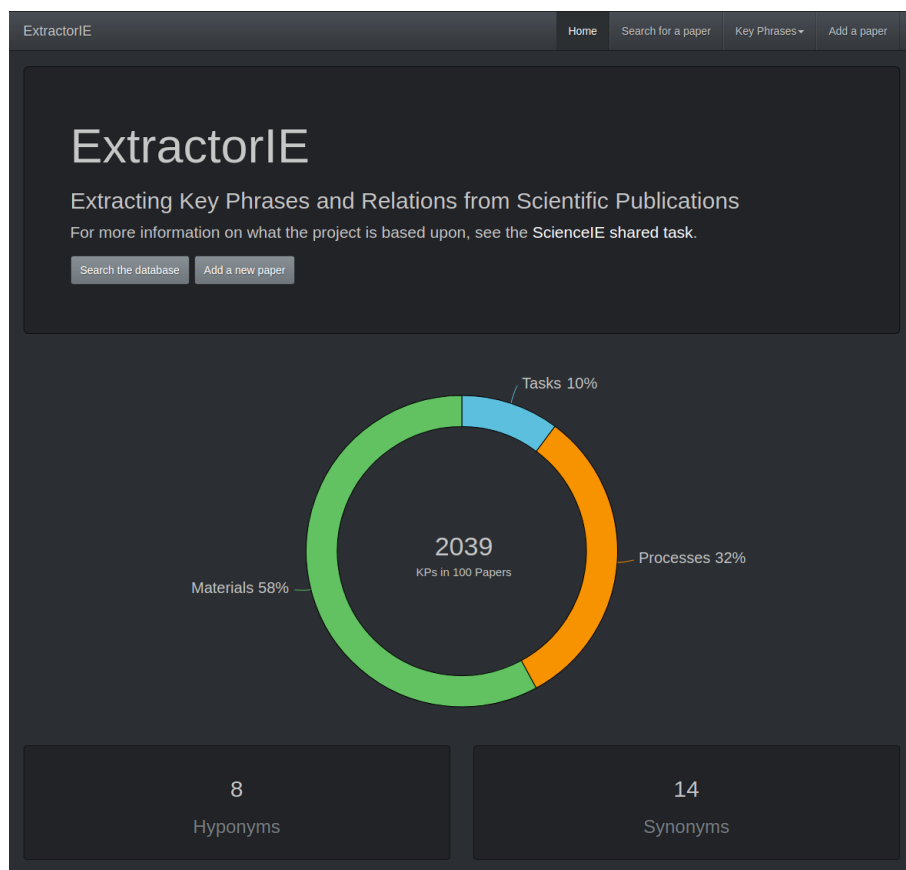 ExtractorIE
Home
Search for a paper
Key Phrases
Add a paper
ExtractorIE
Extracting Key Phrases and Relations from Scientific Publications
For more information on what the project is based upon, see the ScienceIE shared task.
Search the database
Add a new paper
Tasks 10%
Processes 32%
2039
KPs in 100 Papers
Materials 58%
8
Hyponyms
14
Synonyms